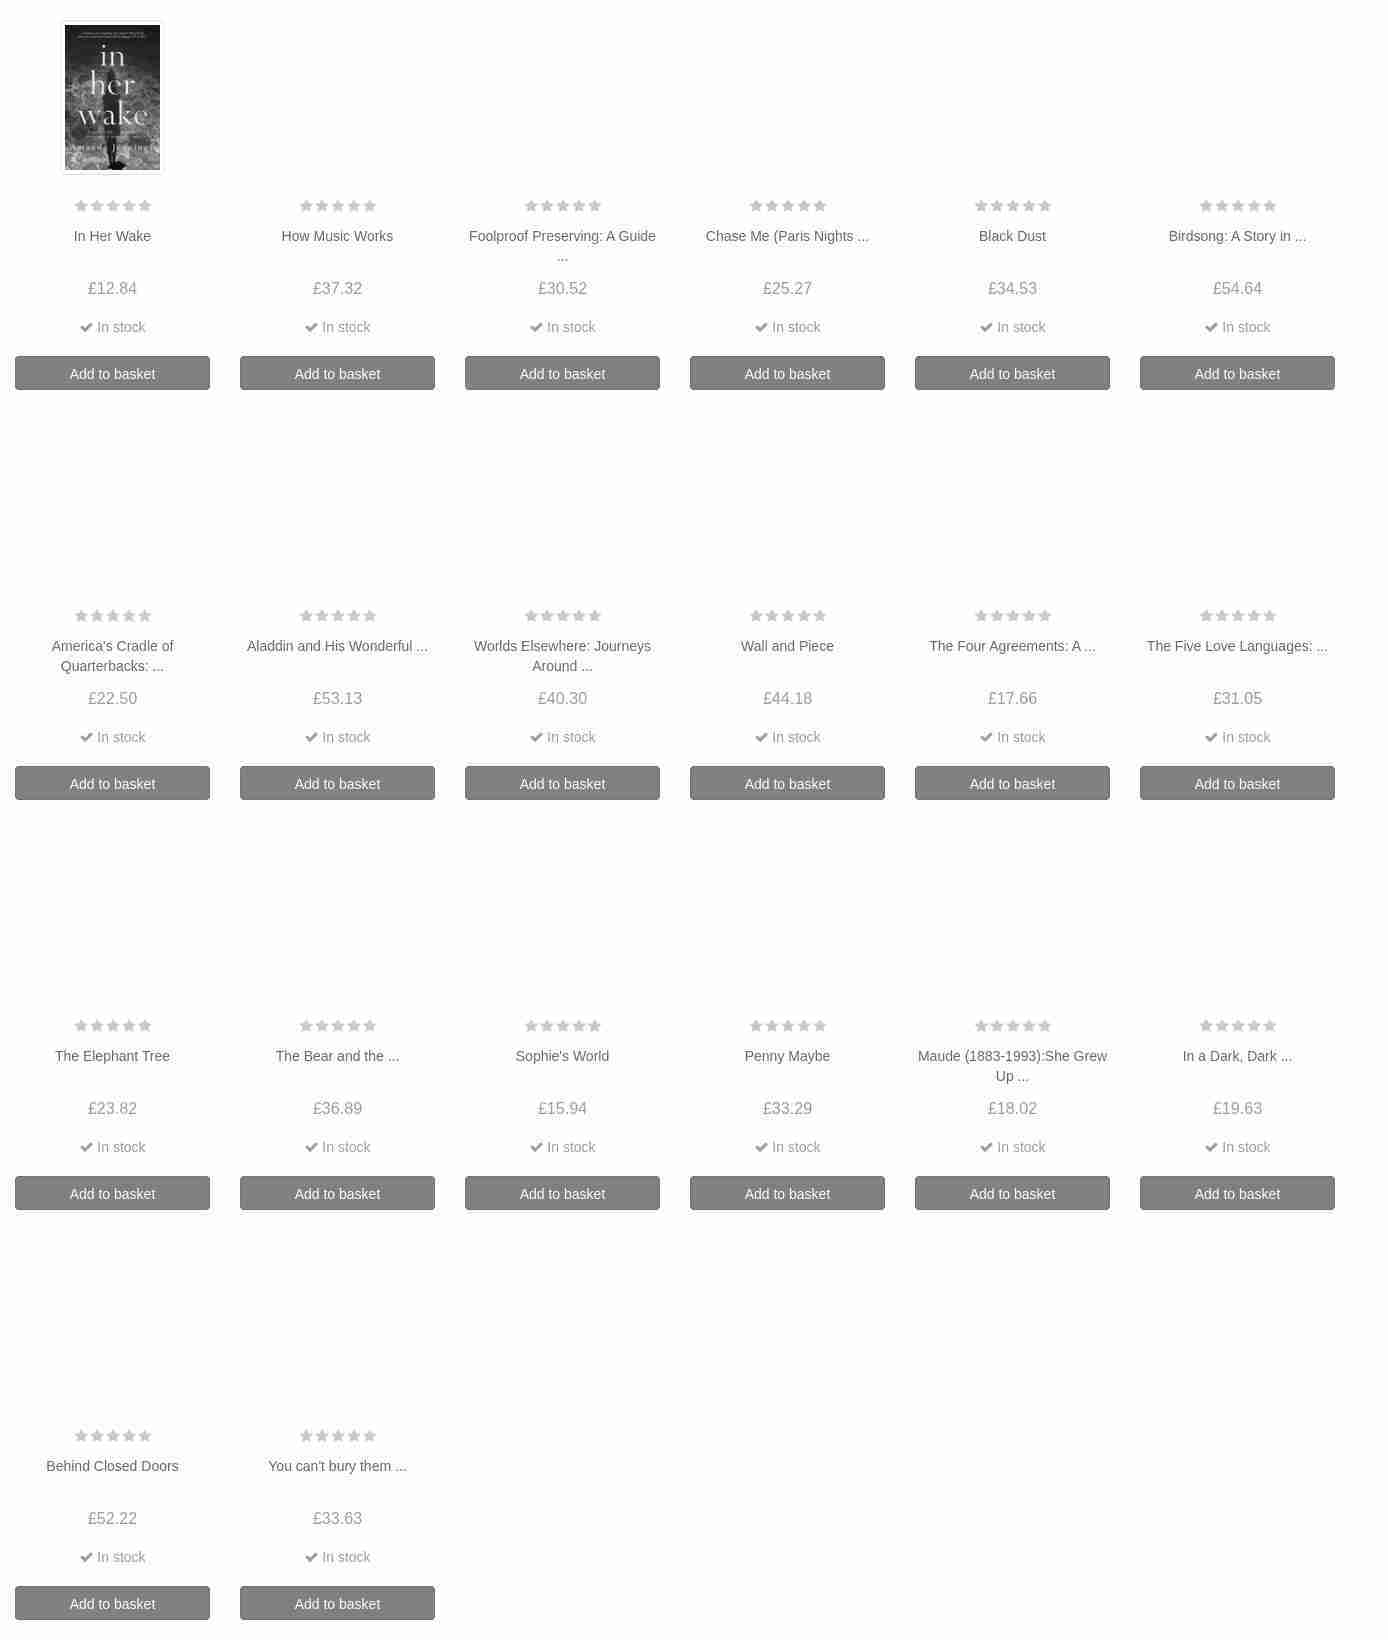 in
her
wake
Amanda Jennings
In Her Wake
£12.84
In stock
Add to basket
How Music Works
£37.32
In stock
Add to basket
Foolproof Preserving: A Guide
...
£30.52
In stock
Add to basket
Chase Me (Paris Nights ...
£25.27
In stock
Add to basket
Black Dust
£34.53
In stock
Add to basket
Birdsong: A Story in ...
£54.64
In stock
Add to basket
America's Cradle of
Quarterbacks: ...
£22.50
In stock
Add to basket
Aladdin and His Wonderful ...
£53.13
In stock
Add to basket
Worlds Elsewhere: Journeys
Around ...
£40.30
In stock
Add to basket
Wall and Piece
£44.18
In stock
Add to basket
The Four Agreements: A ...
£17.66
In stock
Add to basket
The Five Love Languages: ...
£31.05
In stock
Add to basket
The Elephant Tree
£23.82
In stock
Add to basket
The Bear and the ...
£36.89
In stock
Add to basket
Sophie's World
£15.94
In stock
Add to basket
Penny Maybe
£33.29
In stock
Add to basket
Maude (1883-1993):She Grew
Up ...
£18.02
In stock
Add to basket
In a Dark, Dark ...
£19.63
In stock
Add to basket
Behind Closed Doors
£52.22
In stock
Add to basket
You can't bury them ...
£33.63
In stock
Add to basket